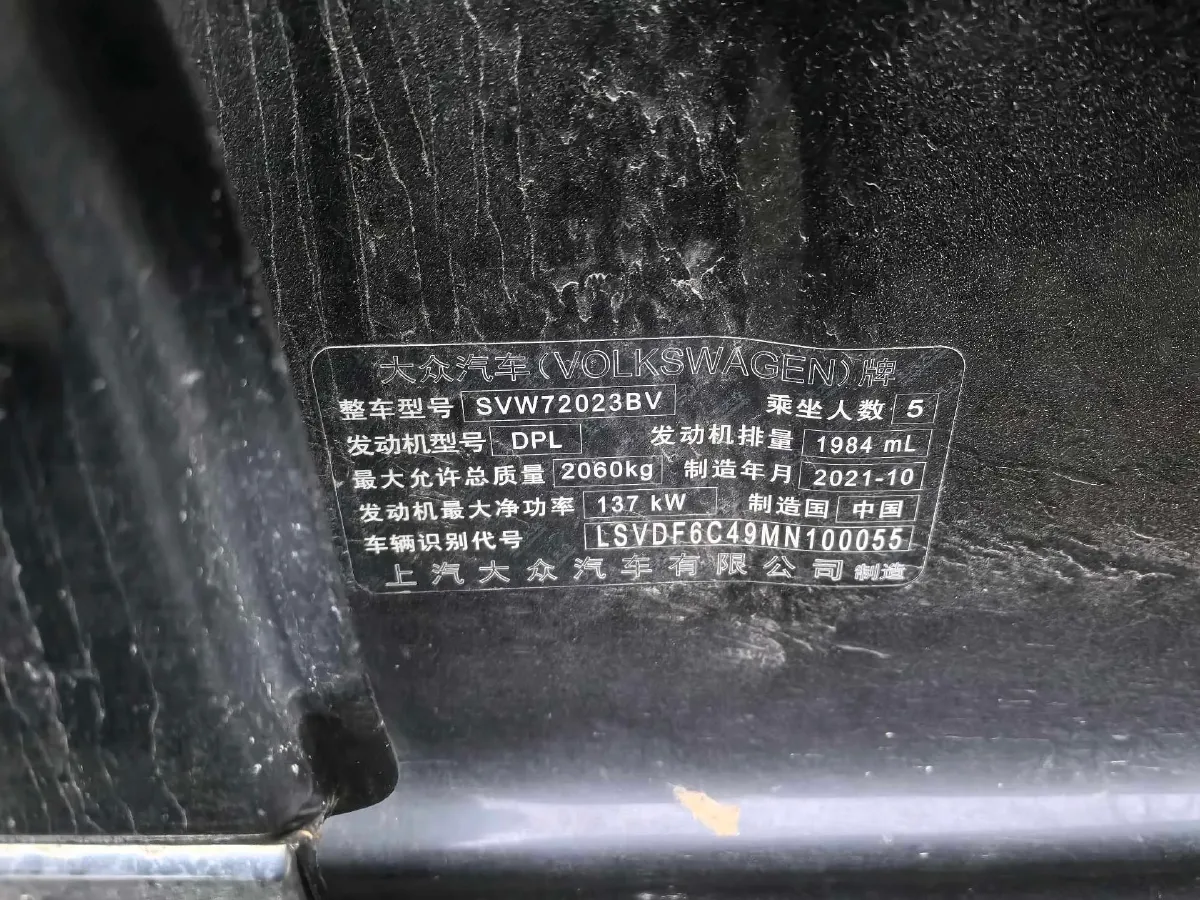 大众汽车(VOLKSWAGEN)牌
整车型号 SVW72023BV 乘坐人数 5
发动机型号 DPL 发动机排量 1984 mL
最大允许总质量 2060kg 制造年月 2021-10
发动机最大净功率 137 kW 制造国 中国
车辆识别代号 LSVDF6C49MN100055
上汽大众汽车有限公司 制造